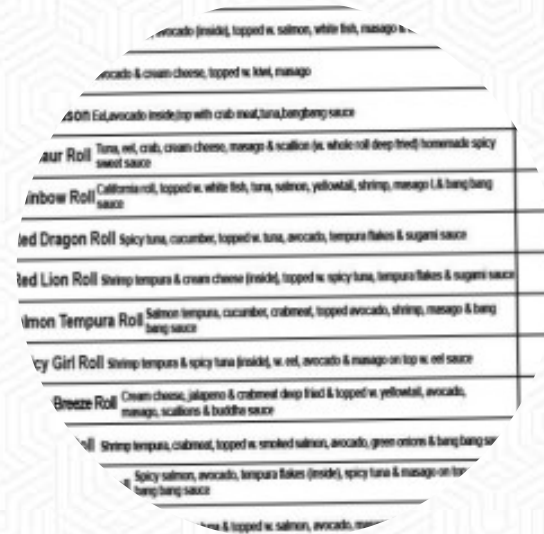 avocado (inside), topped w. salmon, white fish, masago &
avocado & cream cheese, topped w. kiwi, masago
son Eel,avocado inside,top with crab meat,tuna,bangbang sauce
aur Roll Tuna, eel, crab, cream cheese, masago & scallion (w. whole roll deep fried) homemade spicy
sweet sauce
inbow Roll California roll, topped w. white fish, tuna, salmon, yellowtail, shrimp, masago & bang bang
sauce
ed Dragon Roll Spicy tuna, cucumber, topped w. tuna, avocado, tempura flakes & sugami sauce
Red Lion Roll Shrimp tempura & cream cheese (inside), topped w. spicy tuna, tempura flakes & sugami sauce
lmon Tempura Roll Salmon tempura, cucumber, crabmeat, topped avocado, shrimp, masago & bang
bang sauce
cy Girl Roll Shrimp tempura & spicy tuna (inside), w. eel, avocado & masago on top w. eel sauce
Breeze Roll Cream cheese, jalapeno & crabmeat deep fried & topped w. yellowtail, avocado,
masago, scallions & buddha sauce
oll Shrimp tempura, crabmeat, topped w. smoked salmon, avocado, green onions & bang bang
Spicy salmon, avocado, tempura flakes (inside), spicy tuna & masago on
bang bang sauce
& topped w. salmon, avocado,